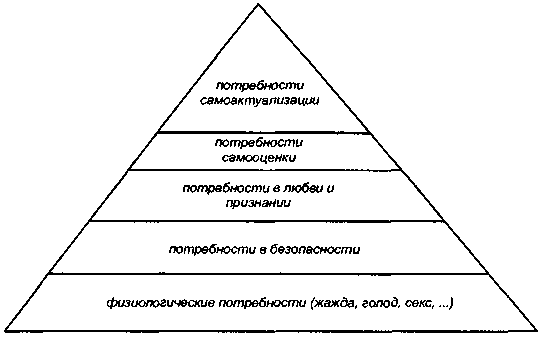 потребности
самоактуализации
потребности
самооценки
потребности в любви и
признании
потребности в безопасности
физиологические потребности (жажда, голод, секс, ...)